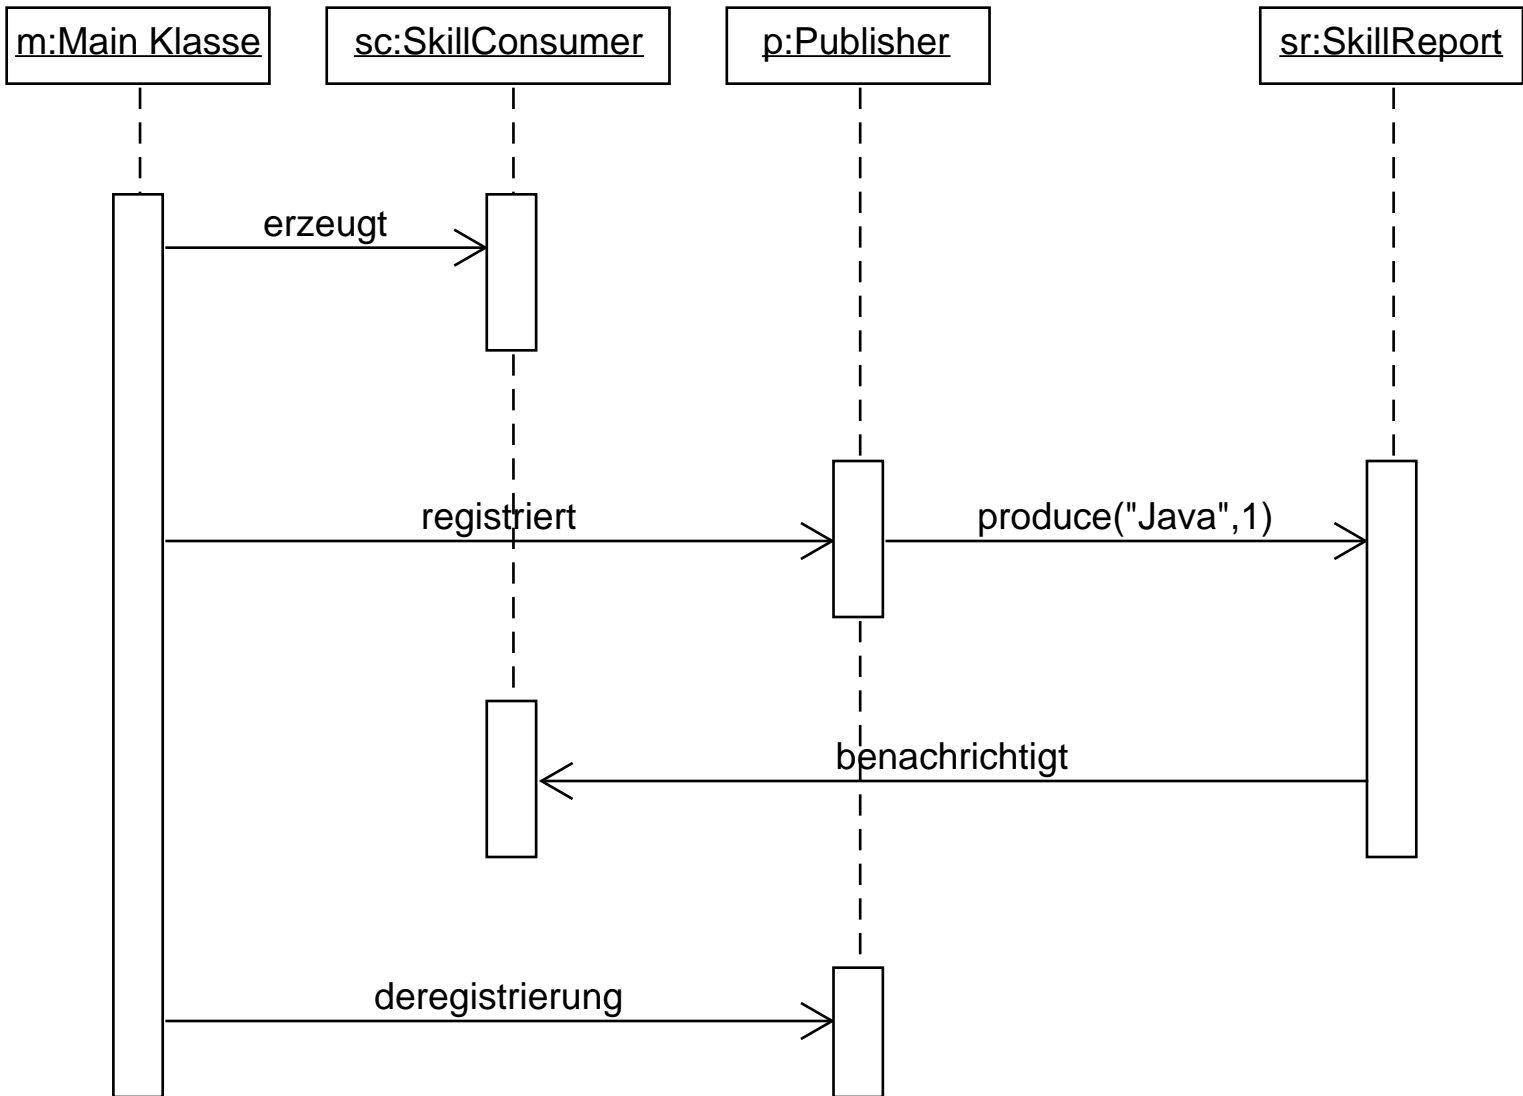 m:Main Klasse
sc:SkillConsumer
p:Publisher
sr:SkillReport
erzeugt
registriert
produce("Java",1)
benachrichtigt
deregistrierung